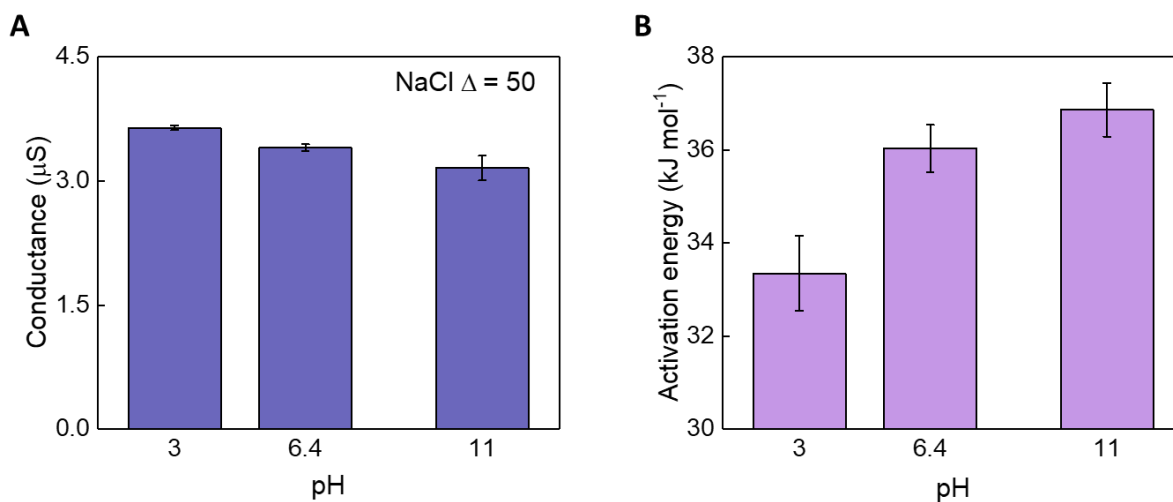 A
Conductance (μS)
4.5
3.0
1.5
0.0
NaCl Δ = 50
3 6.4 11
pH
B
Activation energy (kJ mol⁻¹)
38
36
34
32
30
3 6.4 11
pH